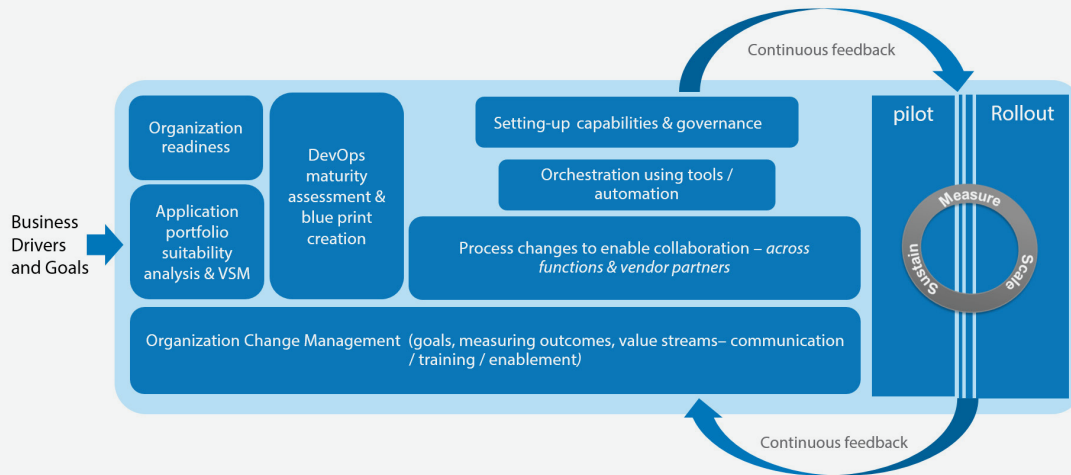 Continuous feedback
Business
Drivers
and Goals
Organization
readiness
Application
portfolio
suitability
analysis & VSM
DevOps
maturity
assessment &
blue print
creation
Setting-up capabilities & governance
Orchestration using tools /
automation
Process changes to enable collaboration – across
functions & vendor partners
Organization Change Management (goals, measuring outcomes, value streams– communication
/ training / enablement)
pilot
Rollout
Measure
Scale
Sustain
Continuous feedback